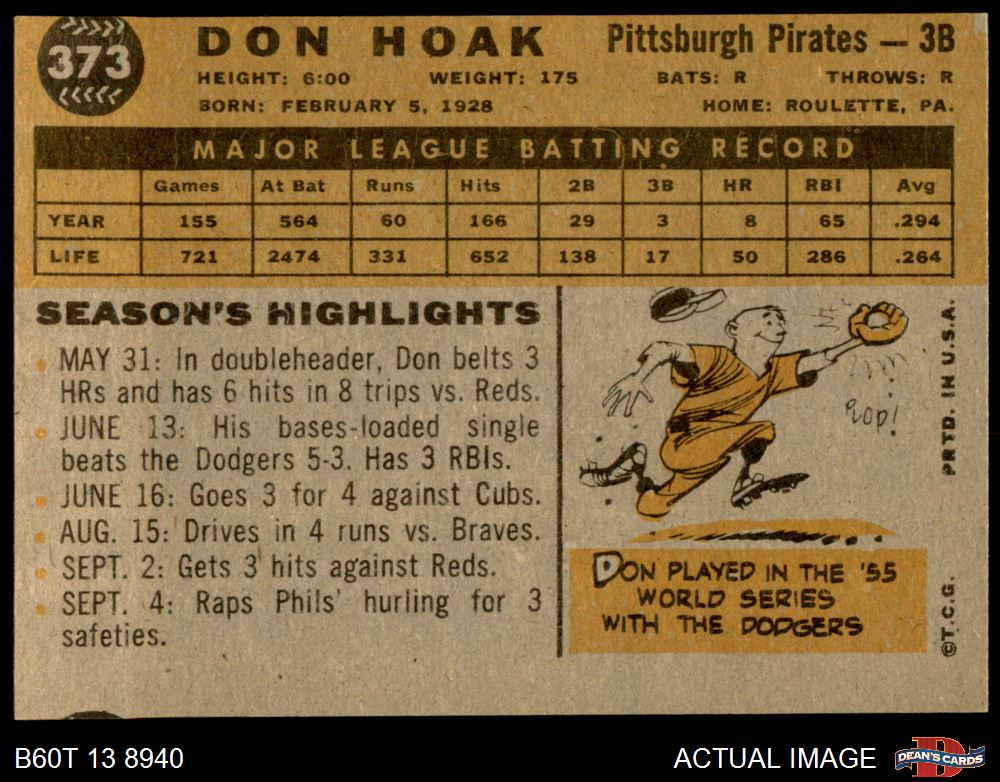 373
DON HOAK
Pittsburgh Pirates — 3B
HEIGHT: 6:00 WEIGHT: 175 BATS: R THROWS: R
BORN: FEBRUARY 5, 1928 HOME: ROULETTE, PA.
MAJOR LEAGUE BATTING RECORD
Games At Bat Runs Hits 2B 3B HR RBI Avg
YEAR 155 564 60 166 29 3 8 65 .294
LIFE 721 2474 331 652 138 17 50 286 .264
SEASON'S HIGHLIGHTS
• MAY 31: In doubleheader, Don belts 3
HRs and has 6 hits in 8 trips vs. Reds.
• JUNE 13: His bases-loaded single
beats the Dodgers 5-3. Has 3 RBIs.
• JUNE 16: Goes 3 for 4 against Cubs.
• AUG. 15: Drives in 4 runs vs. Braves.
• SEPT. 2: Gets 3 hits against Reds.
• SEPT. 4: Raps Phils' hurling for 3
safeties.
PLOP!
DON PLAYED IN THE '55
WORLD SERIES
WITH THE DODGERS
©T.C.G. PRTD. IN U.S.A.
B60T 13 8940
ACTUAL IMAGE
D
DEAN'S CARDS